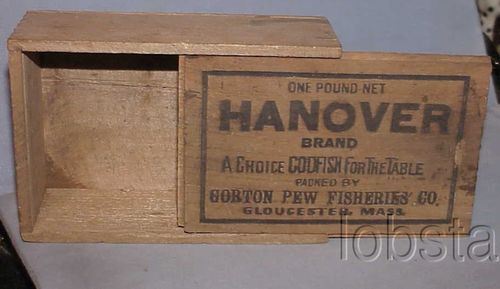 ONE POUND NET
HANOVER
BRAND
A CHOICE CODFISH FOR THE TABLE
PACKED BY
GORTON PEW FISHERIES CO.
GLOUCESTER, MASS.
lobsta